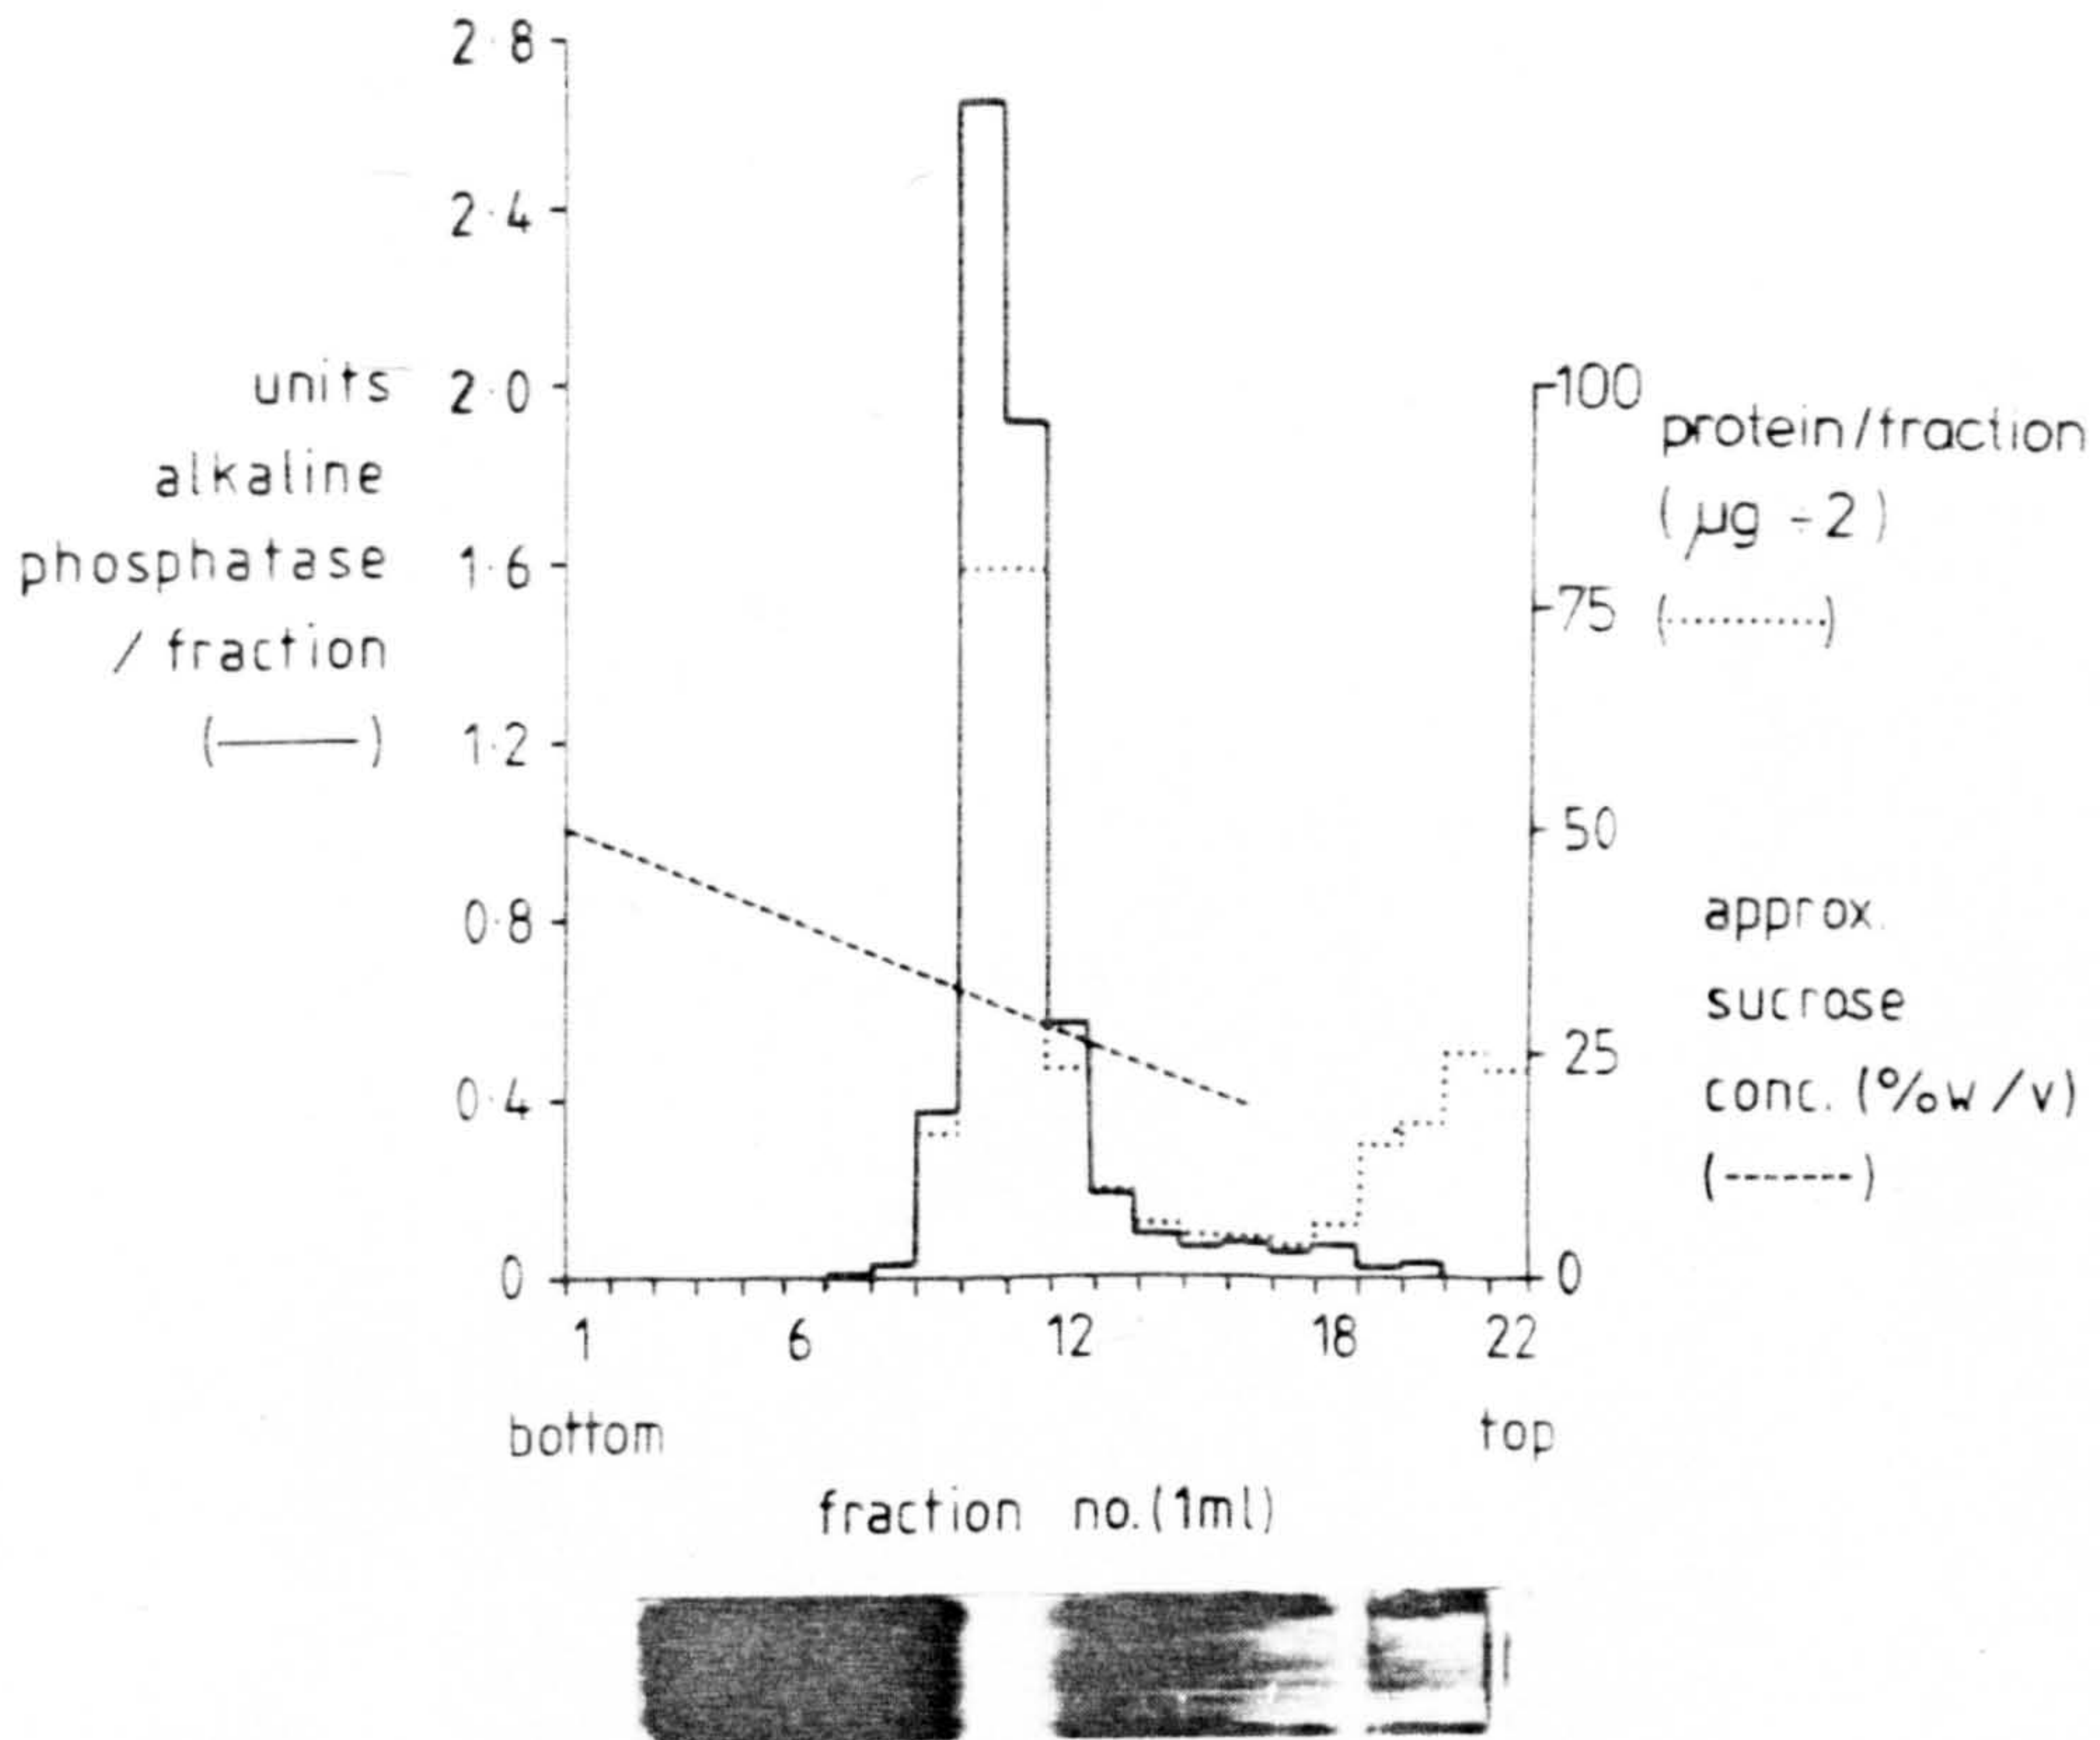 2·8
2·4
2·0
1·6
1·2
0·8
0·4
0
units
alkaline
phosphatase
/ fraction
(———)
100
75
50
25
0
protein/fraction
(µg ÷2)
(··········)
approx.
sucrose
conc. (%w/v)
(-------)
1 6 12 18 22
bottom top
fraction no.(1ml)